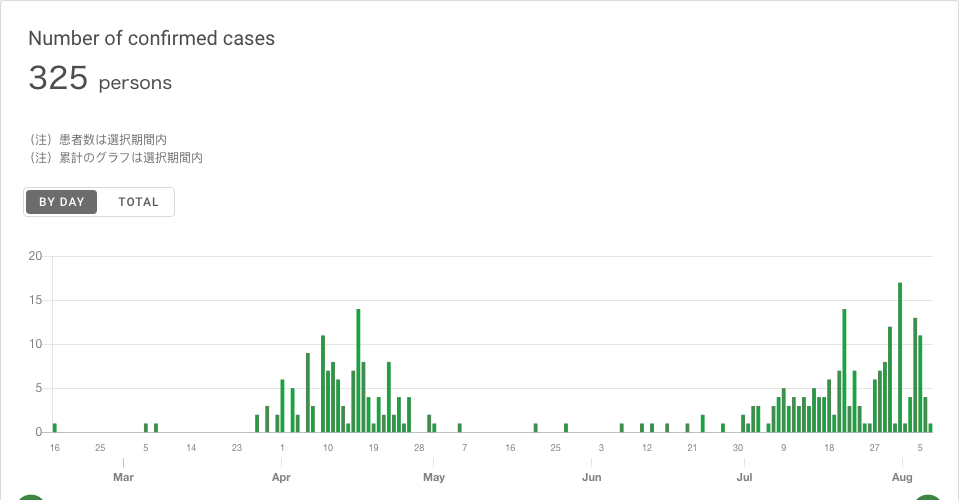 Number of confirmed cases
325 persons
（注）患者数は選択期間内
（注）累計のグラフは選択期間内
BY DAY TOTAL
20
15
10
5
0
16 25 5 14 23 1 10 19 28 7 16 25 3 12 21 30 9 18 27 5
Mar Apr May Jun Jul Aug